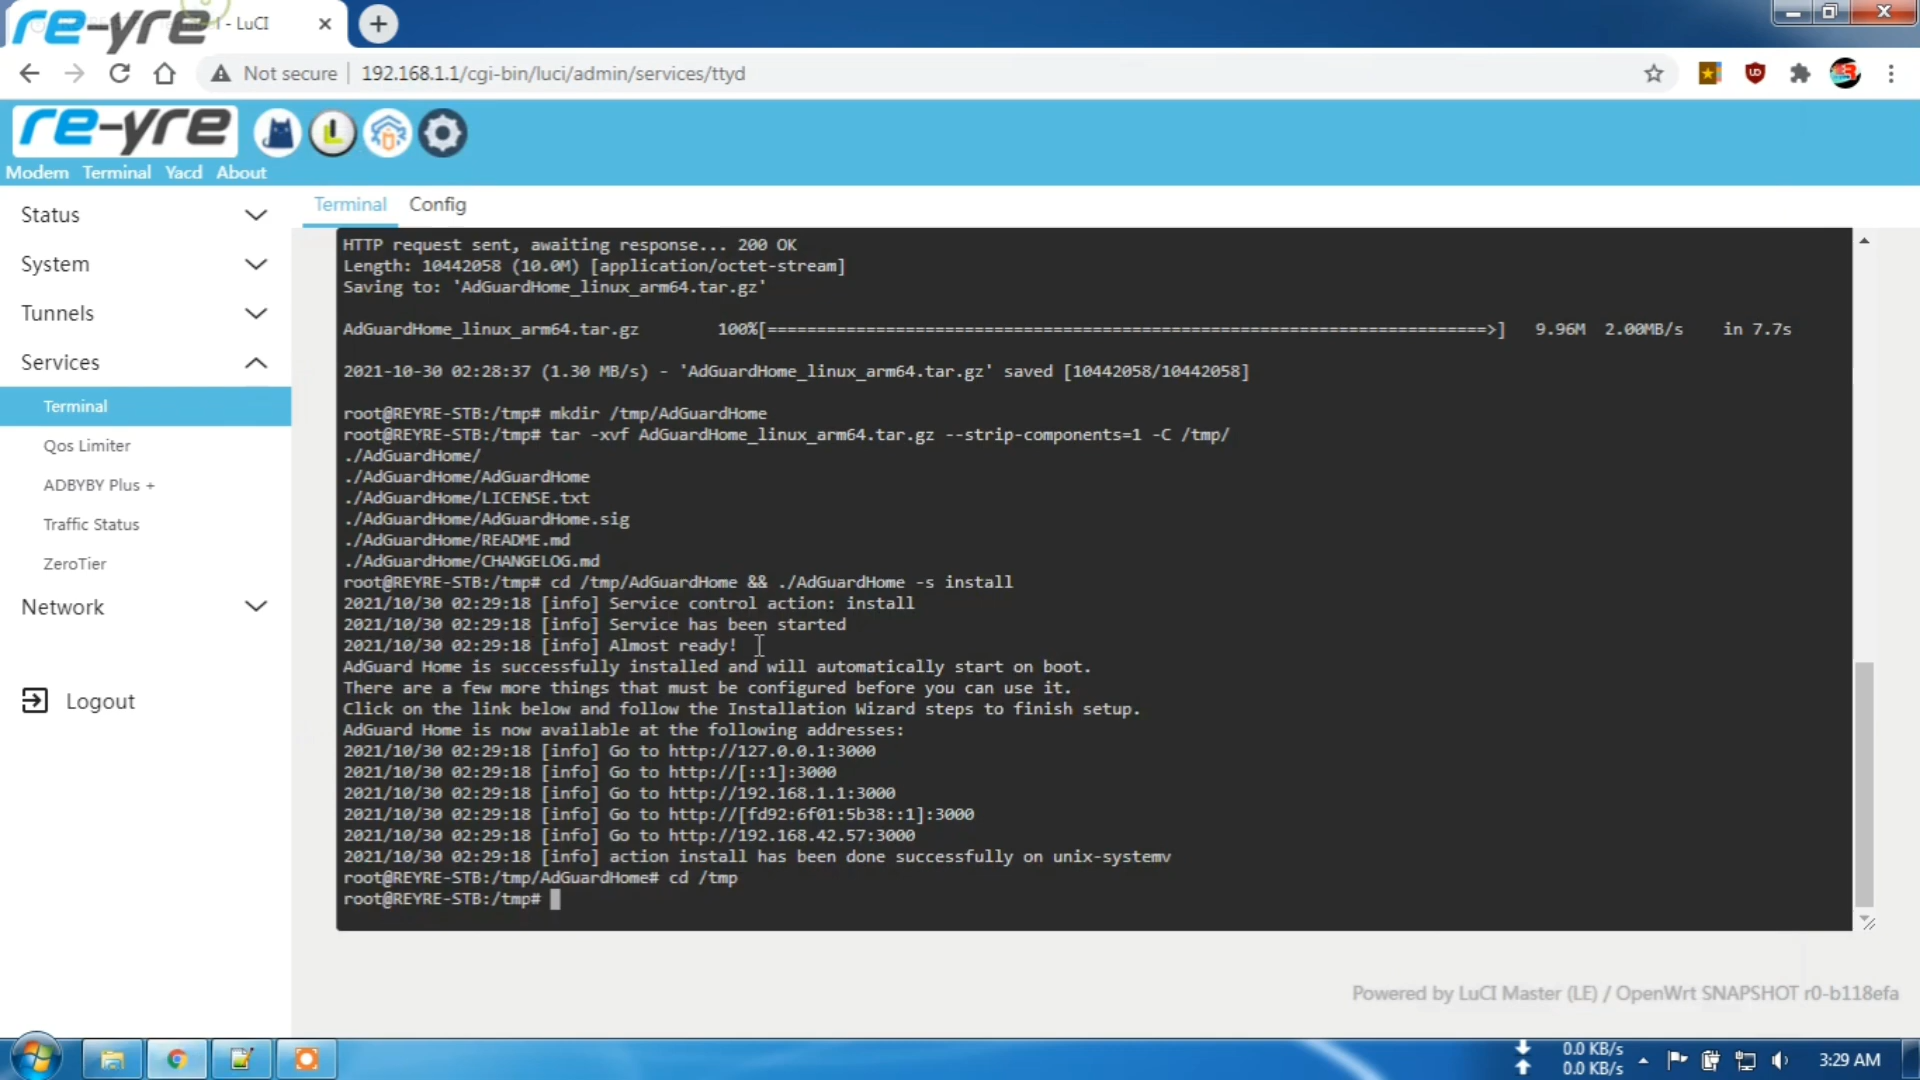 re-yre
- LuCI
Not secure
192.168.1.1/cgi-bin/luci/admin/services/ttyd
re-yre
Modem Terminal Yacd About
Status
System
Tunnels
Services
Terminal
Qos Limiter
ADBYBY Plus +
Traffic Status
ZeroTier
Network
Logout
Terminal Config
HTTP request sent, awaiting response... 200 OK
Length: 10442058 (10.0M) [application/octet-stream]
Saving to: 'AdGuardHome_linux_arm64.tar.gz'
AdGuardHome_linux_arm64.tar.gz 100%[==========================================================================>] 9.96M 2.00MB/s in 7.7s
2021-10-30 02:28:37 (1.30 MB/s) - 'AdGuardHome_linux_arm64.tar.gz' saved [10442058/10442058]
root@REYRE-STB:/tmp# mkdir /tmp/AdGuardHome
root@REYRE-STB:/tmp# tar -xvf AdGuardHome_linux_arm64.tar.gz --strip-components=1 -C /tmp/
./AdGuardHome/
./AdGuardHome/AdGuardHome
./AdGuardHome/LICENSE.txt
./AdGuardHome/AdGuardHome.sig
./AdGuardHome/README.md
./AdGuardHome/CHANGELOG.md
root@REYRE-STB:/tmp# cd /tmp/AdGuardHome && ./AdGuardHome -s install
2021/10/30 02:29:18 [info] Service control action: install
2021/10/30 02:29:18 [info] Service has been started
2021/10/30 02:29:18 [info] Almost ready!
AdGuard Home is successfully installed and will automatically start on boot.
There are a few more things that must be configured before you can use it.
Click on the link below and follow the Installation Wizard steps to finish setup.
AdGuard Home is now available at the following addresses:
2021/10/30 02:29:18 [info] Go to http://127.0.0.1:3000
2021/10/30 02:29:18 [info] Go to http://[::1]:3000
2021/10/30 02:29:18 [info] Go to http://192.168.1.1:3000
2021/10/30 02:29:18 [info] Go to http://[fd92:6f01:5b38::1]:3000
2021/10/30 02:29:18 [info] Go to http://192.168.42.57:3000
2021/10/30 02:29:18 [info] action install has been done successfully on unix-systemv
root@REYRE-STB:/tmp/AdGuardHome# cd /tmp
root@REYRE-STB:/tmp#
Powered by LuCI Master (LE) / OpenWrt SNAPSHOT r0-b118efa
0.0 KB/s
0.0 KB/s
3:29 AM